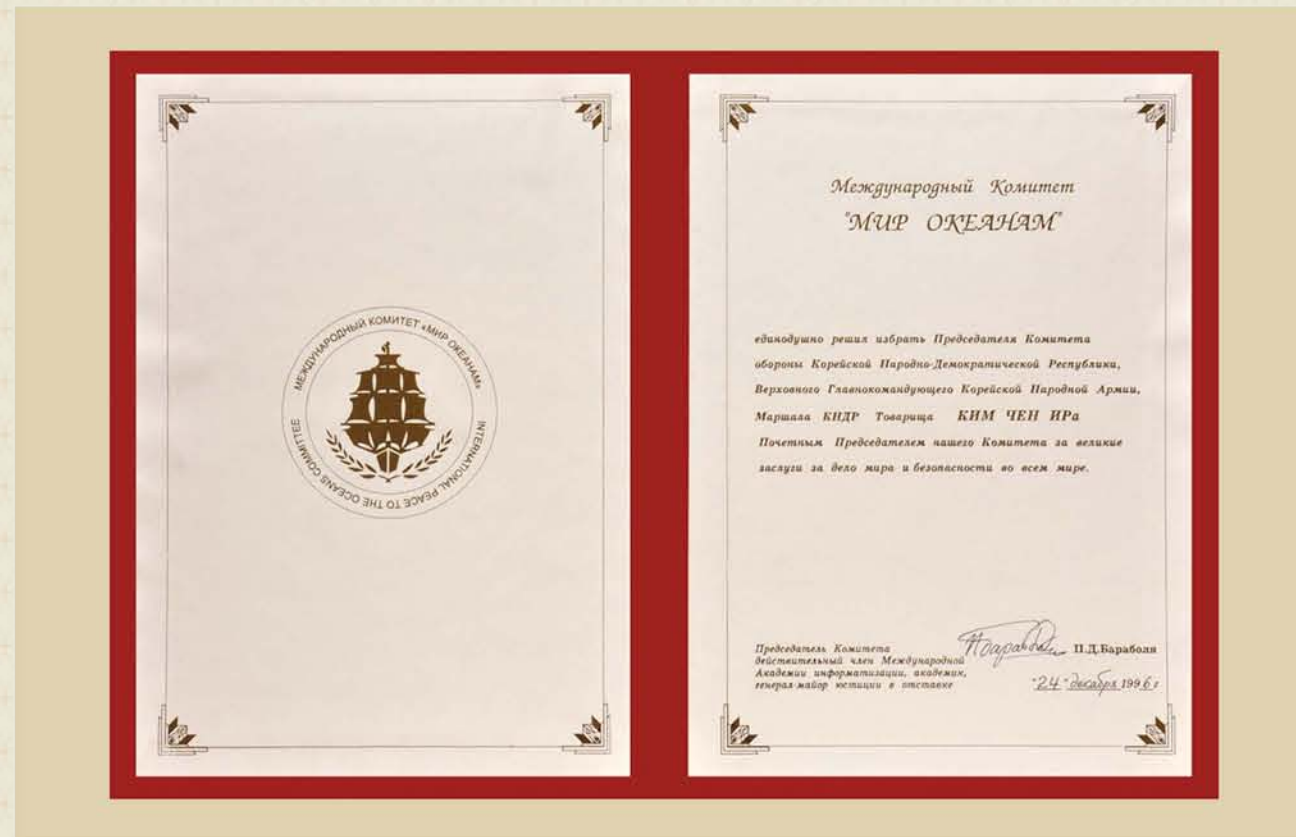 МЕЖДУНАРОДНЫЙ КОМИТЕТ «МИР ОКЕАНАМ»
INTERNATIONAL PEACE TO THE OCEANS COMMITTEE
Международный Комитет
"МИР ОКЕАНАМ"
единодушно решил избрать Председателя Комитета
обороны Корейской Народно-Демократической Республики,
Верховного Главнокомандующего Корейской Народной Армии,
Маршала КНДР Товарища КИМ ЧЕН ИРа
Почетным Председателем нашего Комитета за великие
заслуги за дело мира и безопасности во всем мире.
Председатель Комитета
действительный член Международной
Академии информатизации, академик,
генерал-майор юстиции в отставке
П.Д.Бараболя
"24" декабря 1996 г